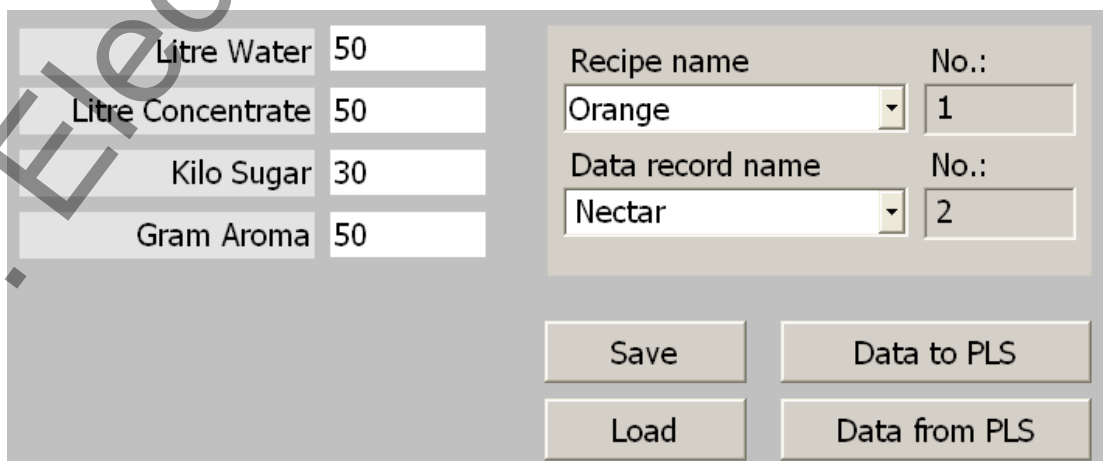 Litre Water 50
Litre Concentrate 50
Kilo Sugar 30
Gram Aroma 50
Recipe name No.:
Orange 1
Data record name No.:
Nectar 2
Save Data to PLS
Load Data from PLS
. Elec